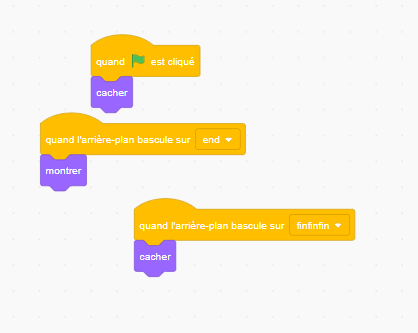 quand est cliqué
cacher
quand l'arrière-plan bascule sur end
montrer
quand l'arrière-plan bascule sur finfinfin
cacher